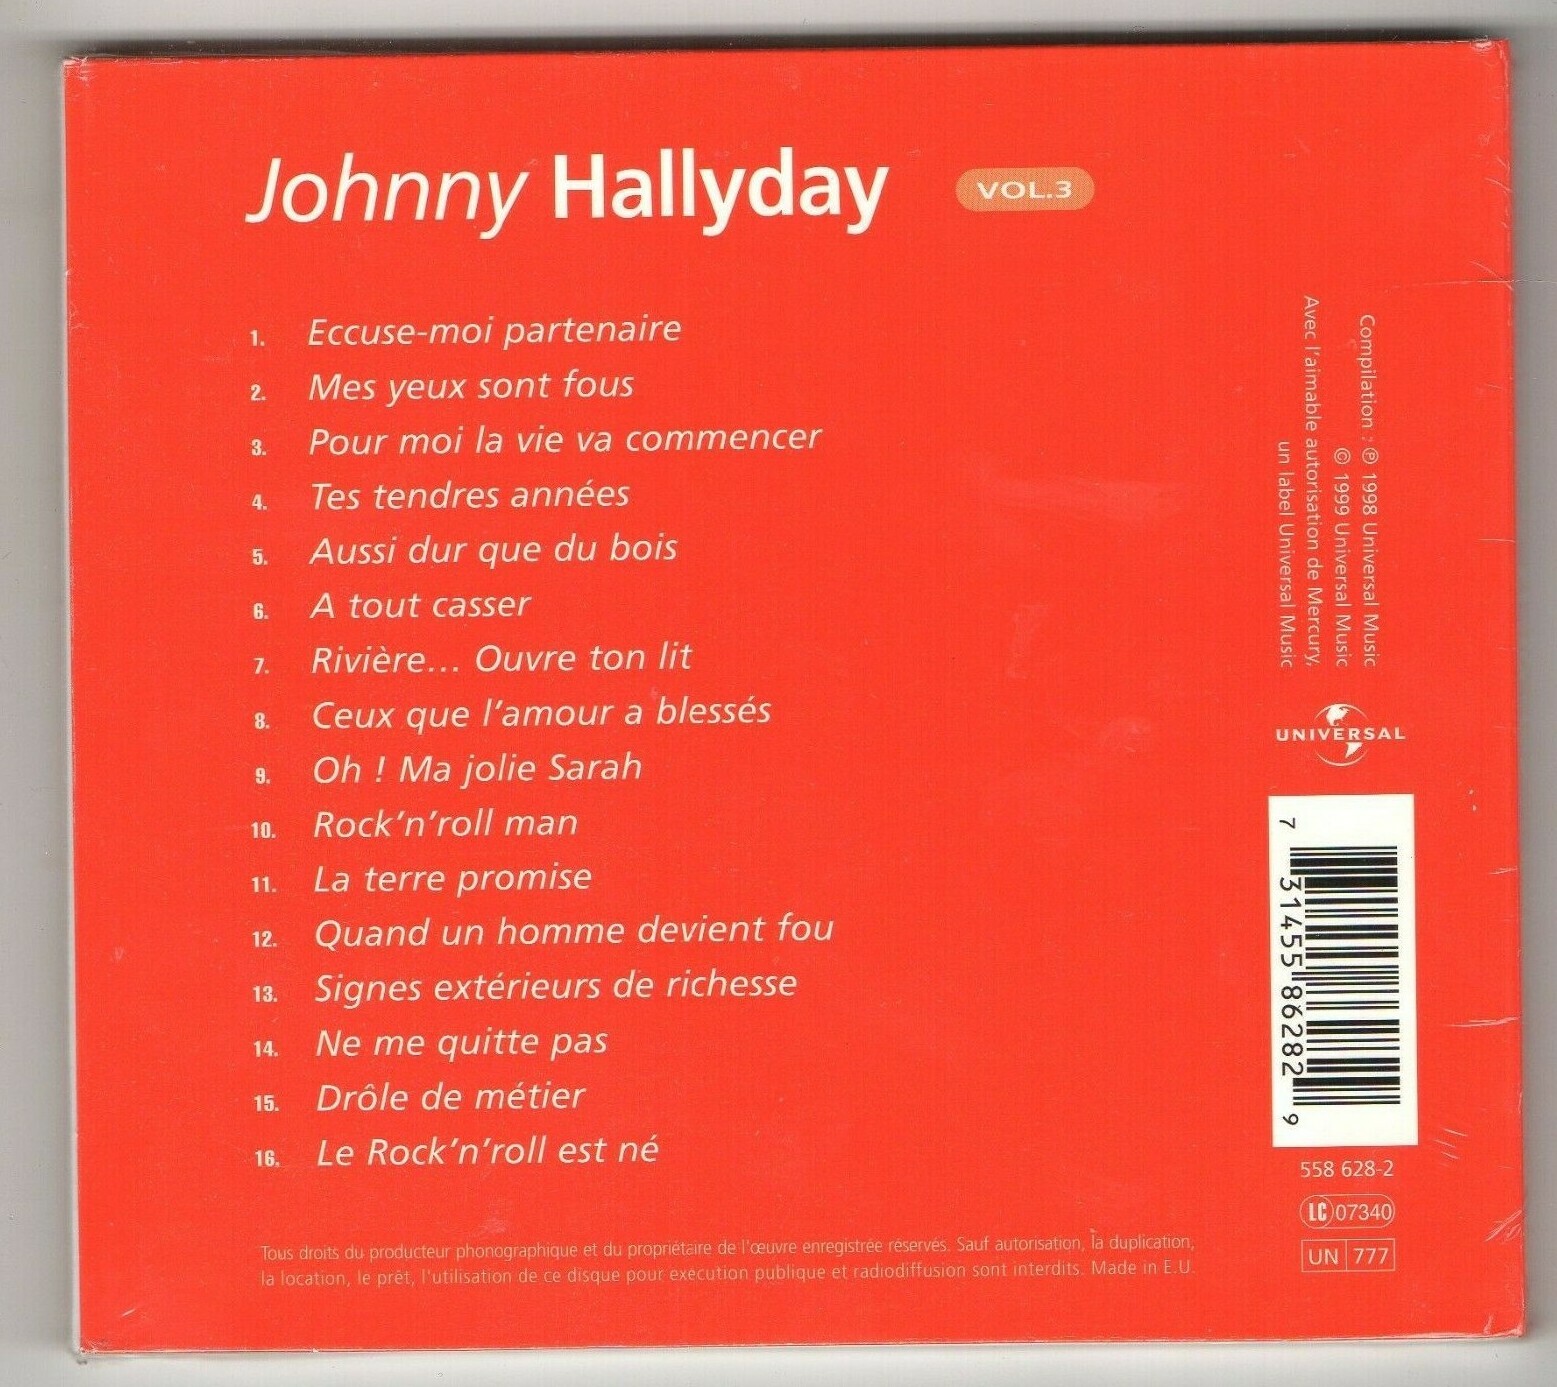 Johnny Hallyday VOL.3
1. Eccuse-moi partenaire
2. Mes yeux sont fous
3. Pour moi la vie va commencer
4. Tes tendres années
5. Aussi dur que du bois
6. A tout casser
7. Rivière... Ouvre ton lit
8. Ceux que l'amour a blessés
9. Oh ! Ma jolie Sarah
10. Rock'n'roll man
11. La terre promise
12. Quand un homme devient fou
13. Signes extérieurs de richesse
14. Ne me quitte pas
15. Drôle de métier
16. Le Rock'n'roll est né
Tous droits du producteur phonographique et du propriétaire de l'œuvre enregistrée réservés. Sauf autorisation, la duplication,
la location, le prêt, l'utilisation de ce disque pour exécution publique et radiodiffusion sont interdits. Made in E.U.
Compilation : ℗ 1998 Universal Music
© 1999 Universal Music
Avec l'aimable autorisation de Mercury,
un label Universal Music
UNIVERSAL
7 31455 86282 9
558 628-2
LC 07340
UN 777